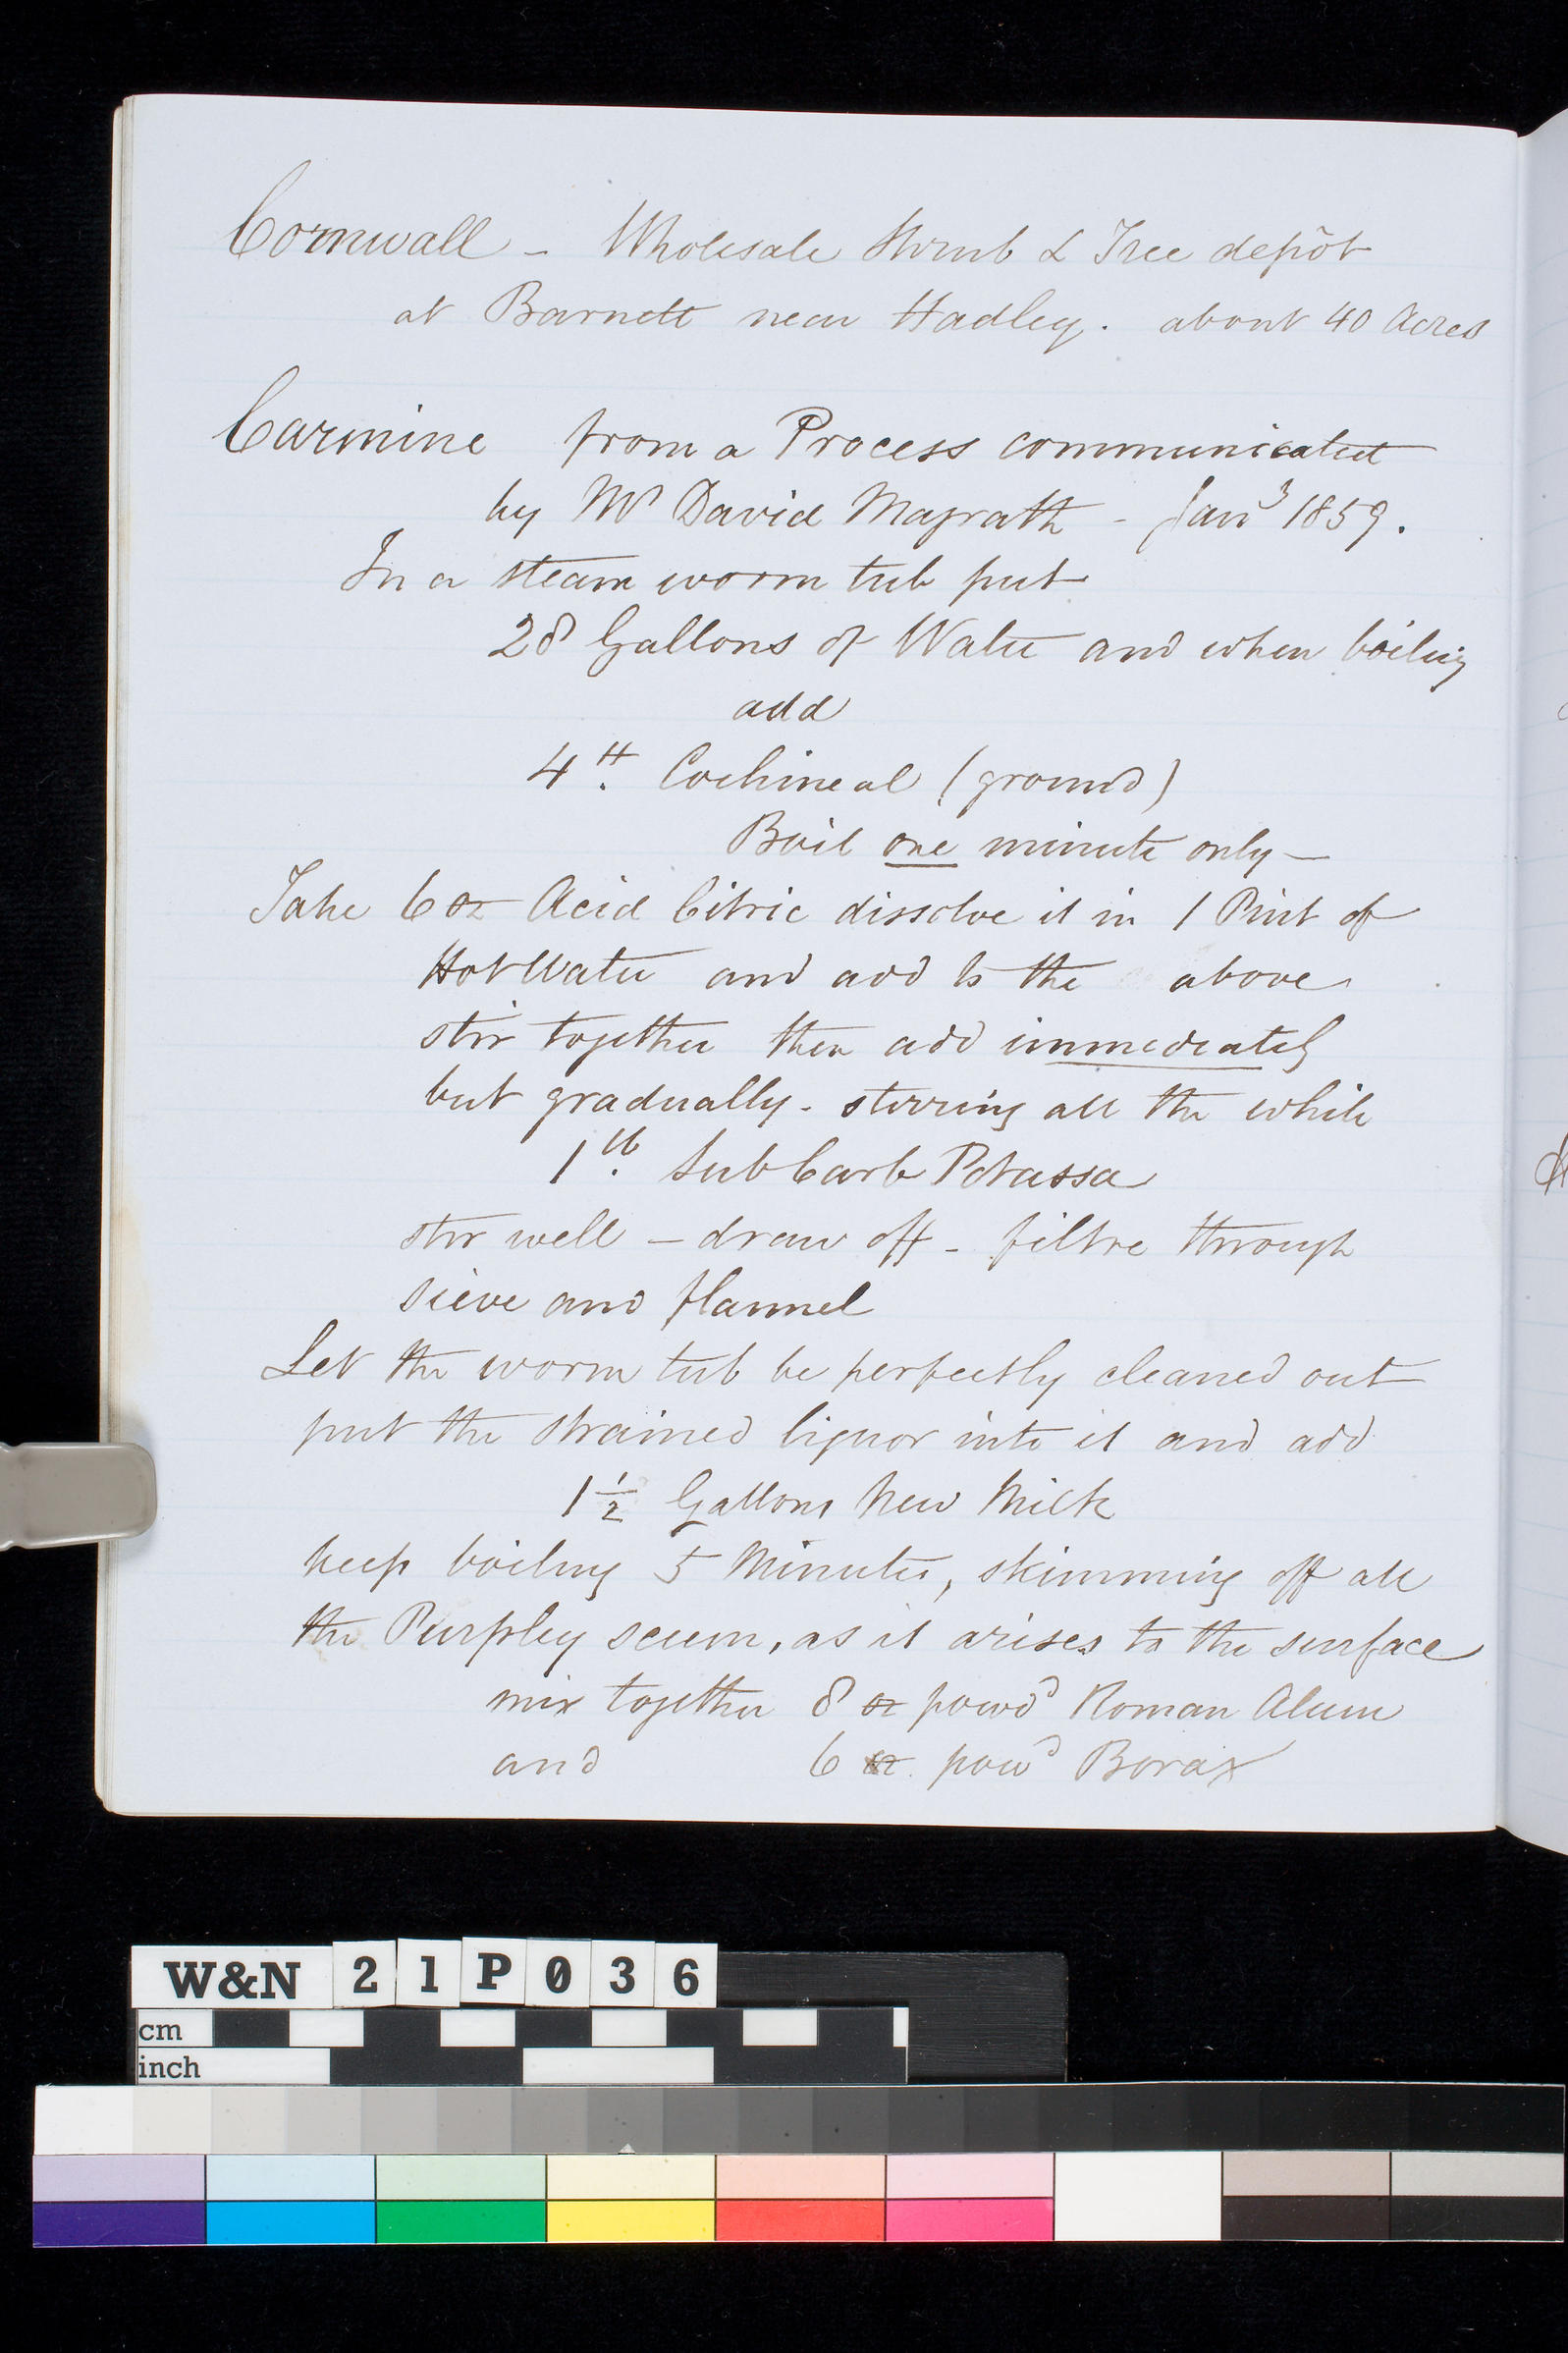 Cornwall - Wholesale Shrub & Tree depôt
at Barnett near Hadley. about 40 Acres
Carmine from a Process communicated
by Mr David Magrath - Jany 1859.
In a steam worm tub put
28 Gallons of Water and when boiling
add
4 lb. Cochineal (ground)
Boil one minute only —
Take 6 oz Acid Citric dissolve it in 1 Pint of
Hot Water and add to the above
stir together then add immediately
but gradually - stirring all the while
1 lb. SubCarb Potassa
stir well - draw off - filtre through
sieve and flannel
Let the worm tub be perfectly cleaned out
put the strained liquor into it and add
1 1/2 Gallons New Milk
keep boiling 5 Minutes, skimming off all
the Purpley scum, as it arises to the surface
mix together 8 oz powdd Roman Alum
and 6 oz. powd Borax
W&N 21P036
cm
inch